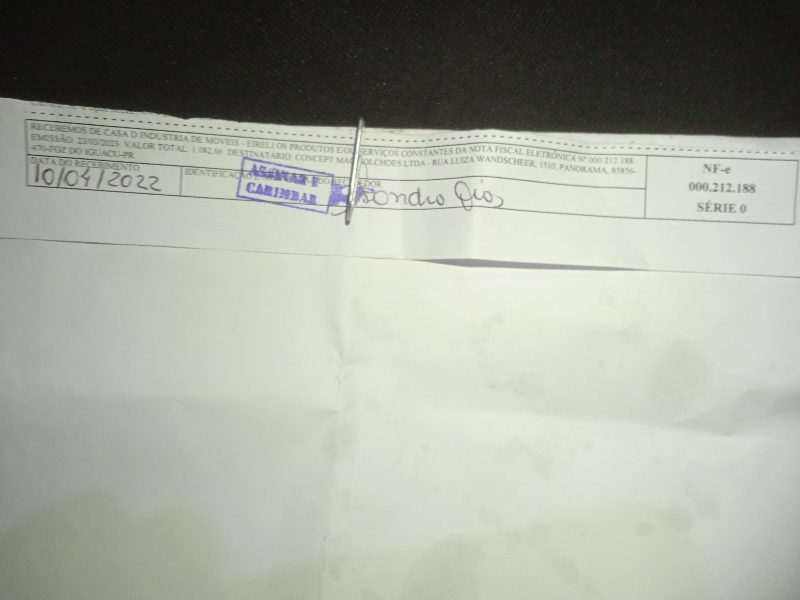 RECEBEMOS DE CASA D INDUSTRIA DE MOVEIS - EIRELI OS PRODUTOS E/OU SERVIÇOS CONSTANTES DA NOTA FISCAL ELETRÔNICA Nº 000.212.188
EMISSÃO: 23/03/2023 VALOR TOTAL: 1.082,66 DESTINATARIO: CONCEPT MAG COLCHOES LTDA - RUA LUIZA WANDSCHEER, 1510, PANORAMA, 85856-
470-FOZ DO IGUACU-PR
DATA DO RECEBIMENTO
10/04/2022
IDENTIFICAÇÃO
ASSINAR E
CARIMBAR
NF-e
000.212.188
SÉRIE 0